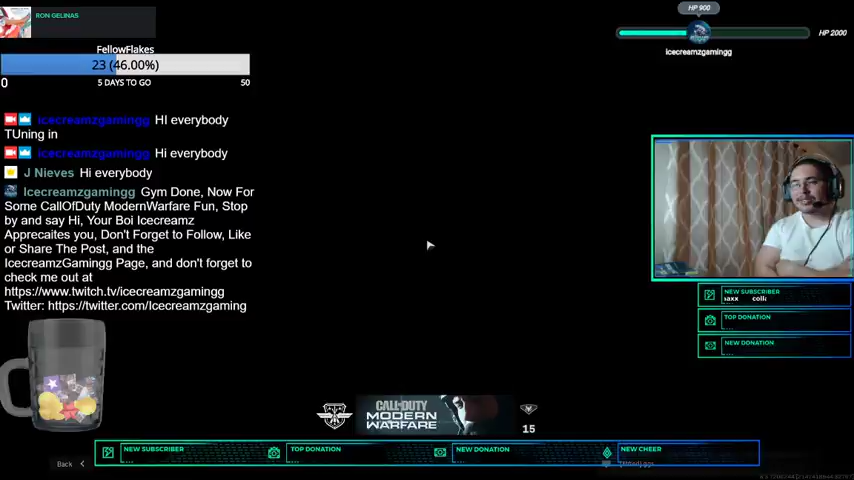 RON GELINAS
HP 900
HP 2000
icecreamzgamingg
FellowFlakes
23 (46.00%)
0
5 DAYS TO GO
50
icecreamzgamingg HI everybody
TUning in
icecreamzgamingg Hi everybody
J Nieves Hi everybody
Icecreamzgamingg Gym Done, Now For
Some CallOfDuty ModernWarfare Fun, Stop
by and say Hi, Your Boi Icecreamz
Apprecaites you, Don't Forget to Follow, Like
or Share The Post, and the
IcecreamzGamingg Page, and don't forget to
check me out at
https://www.twitch.tv/icecreamzgamingg
Twitter: https://twitter.com/Icecreamzgaming
NEW SUBSCRIBER
TOP DONATION
....
NEW DONATION
....
CALL OF DUTY
MODERN
WARFARE
15
NEW SUBSCRIBER
....
TOP DONATION
....
NEW DONATION
....
NEW CHEER
Back